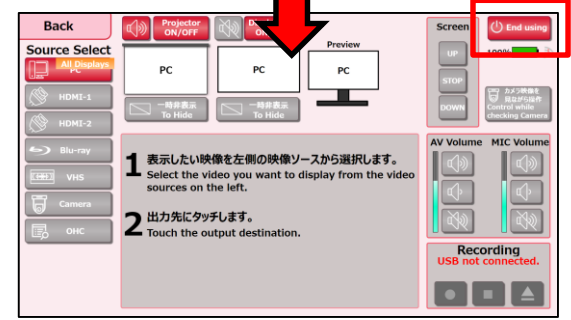 Back
Source Select
All Displays
PC
HDMI-1
HDMI-2
Blu-ray
VHS
Camera
OHC
Projector
ON/OFF
Preview
PC
PC
PC
一時非表示
To Hide
一時非表示
To Hide
1 表示したい映像を左側の映像ソースから選択します。
Select the video you want to display from the video
sources on the left.
2 出力先にタッチします。
Touch the output destination.
Screen
UP
STOP
DOWN
End using
100%
カメラ映像を
見ながら操作
Control while
checking Camera
AV Volume
MIC Volume
Recording
USB not
connected.